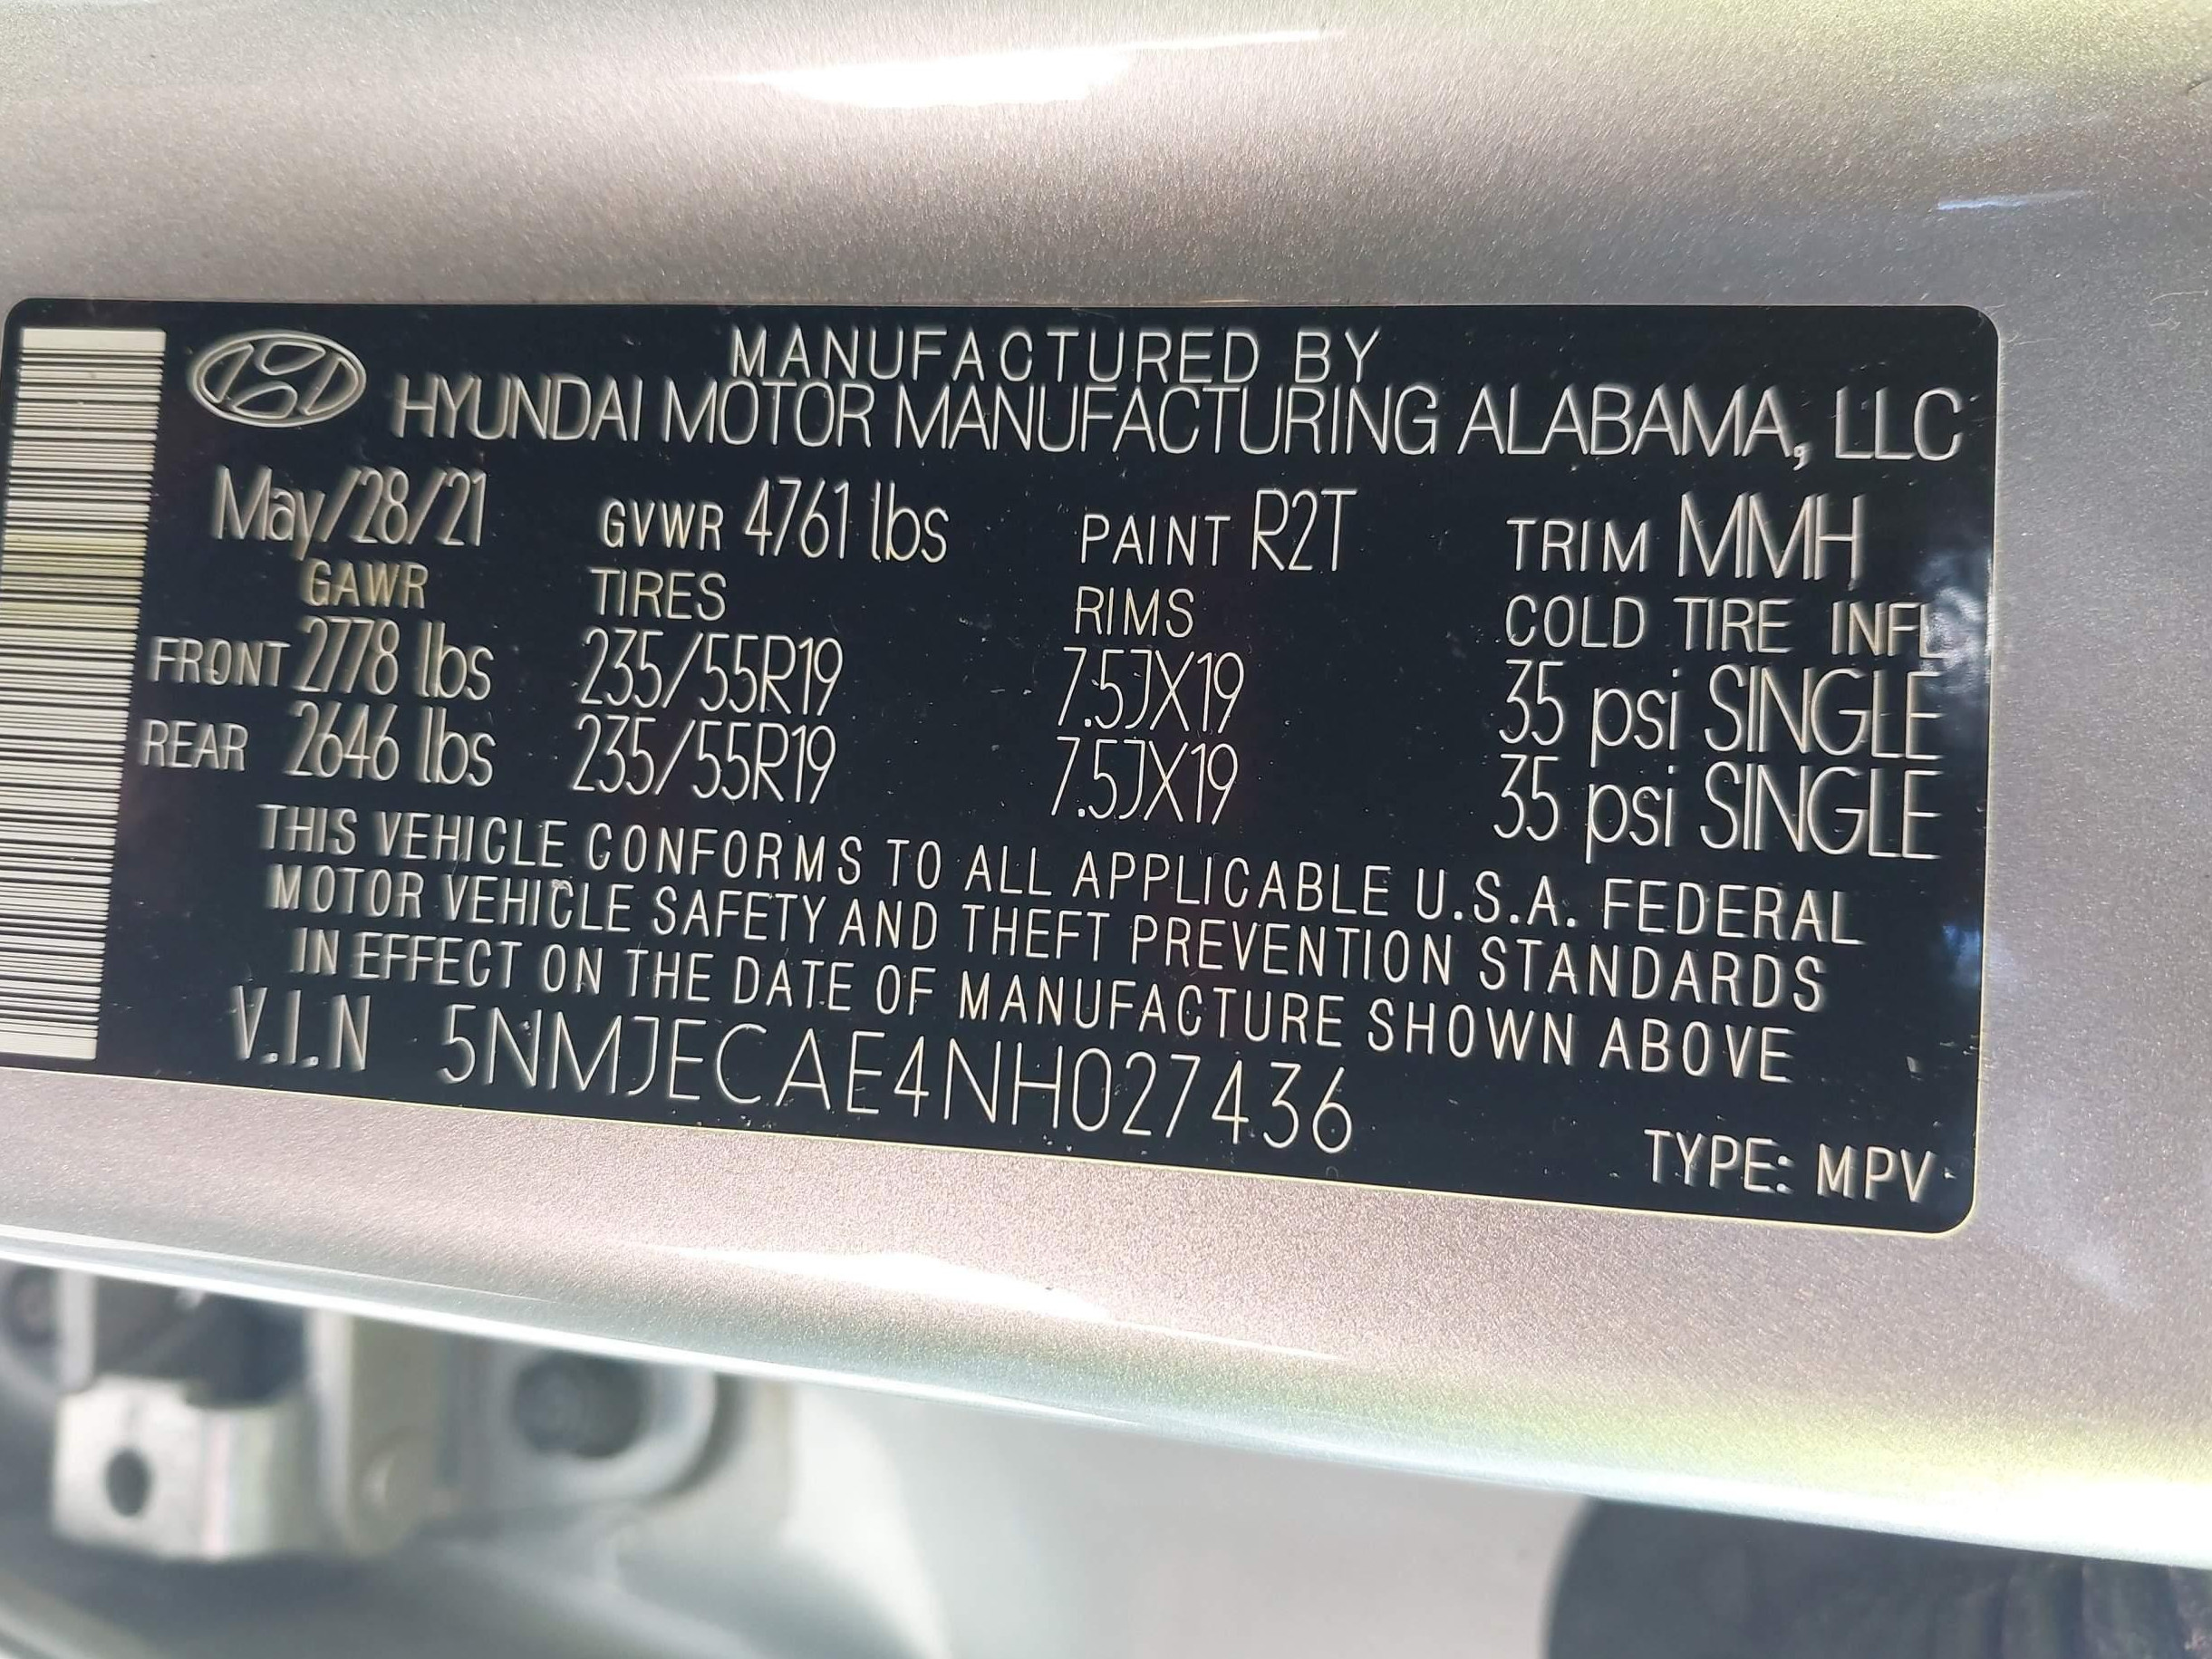 MANUFACTURED BY
HYUNDAI MOTOR MANUFACTURING ALABAMA, LLC
May/28/21 GVWR 4761 lbs PAINT R2T TRIM MMH
GAWR TIRES RIMS COLD TIRE INFL
FRONT 2778 lbs 235/55R19 7.5JX19 35 psi SINGLE
REAR 2646 lbs 235/55R19 7.5JX19 35 psi SINGLE
THIS VEHICLE CONFORMS TO ALL APPLICABLE U.S.A. FEDERAL
MOTOR VEHICLE SAFETY AND THEFT PREVENTION STANDARDS
IN EFFECT ON THE DATE OF MANUFACTURE SHOWN ABOVE
V.I.N 5NMJECAE4NH027436
TYPE: MPV